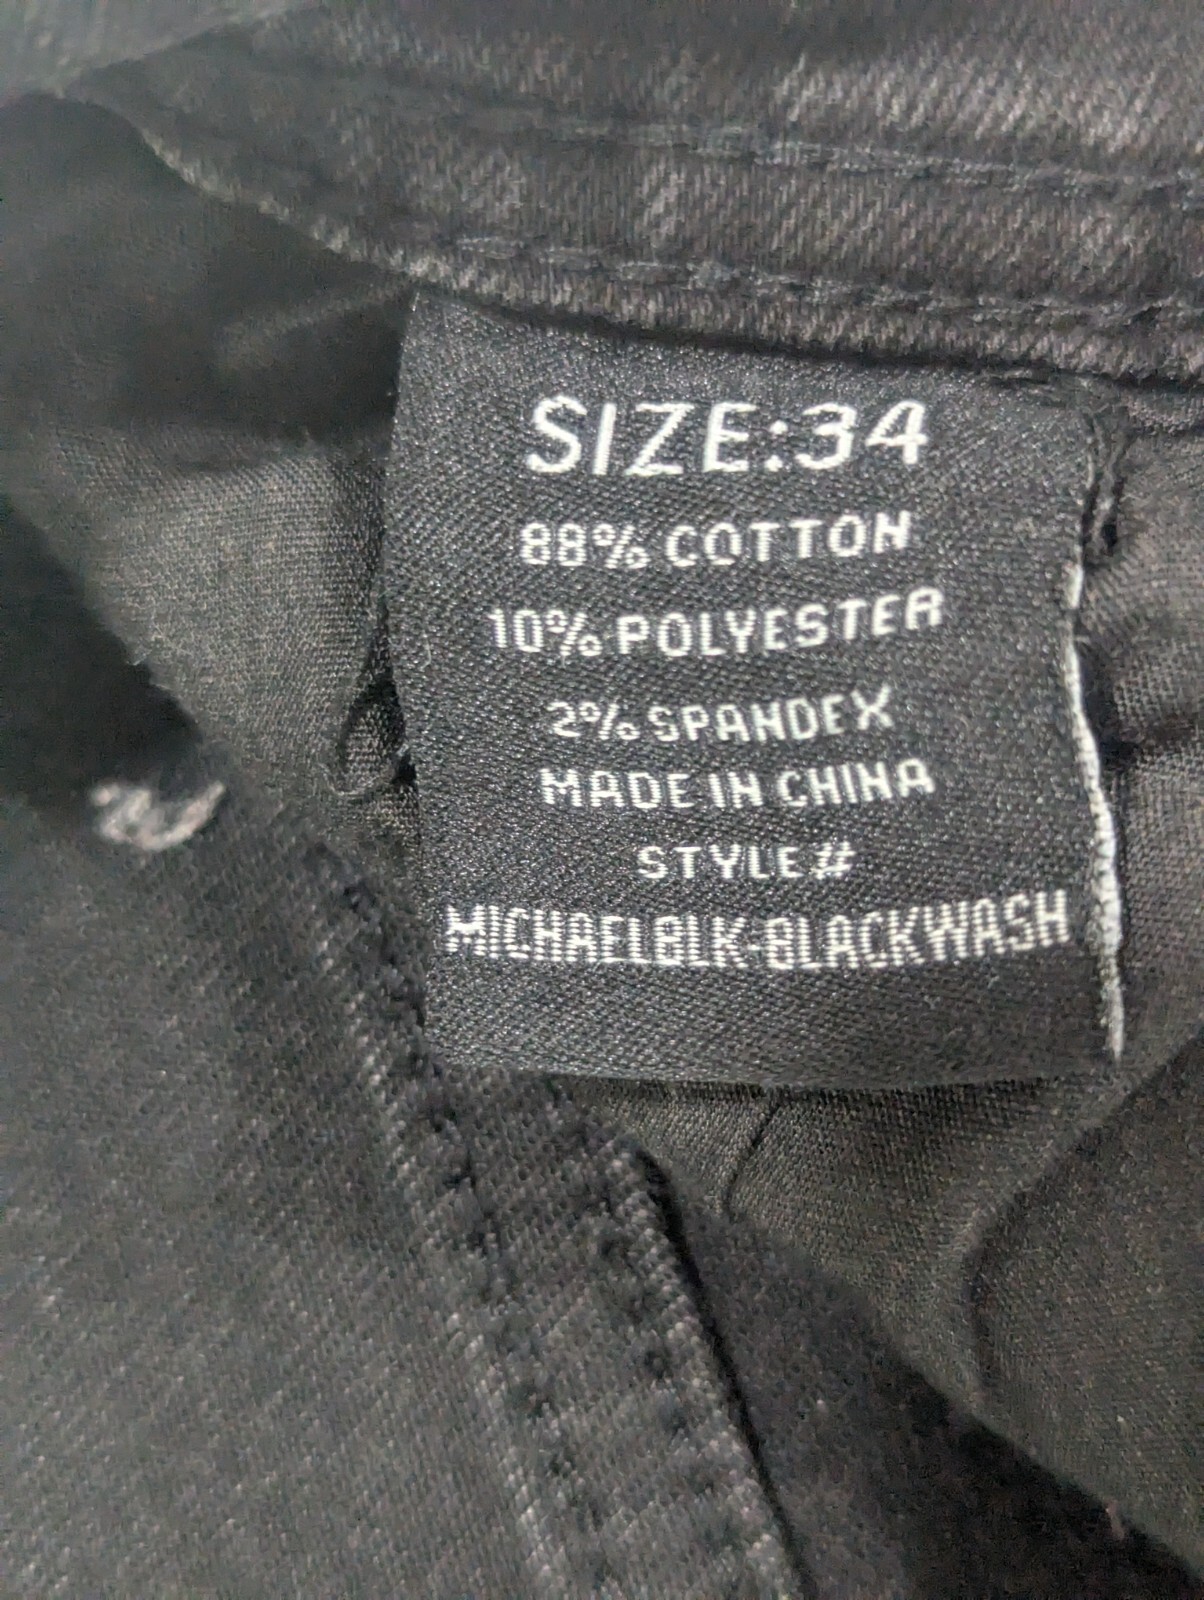 SIZE:34
88% COTTON
10% POLYESTER
2% SPANDEX
MADE IN CHINA
STYLE#
MICHAELBLK-BLACKWASH